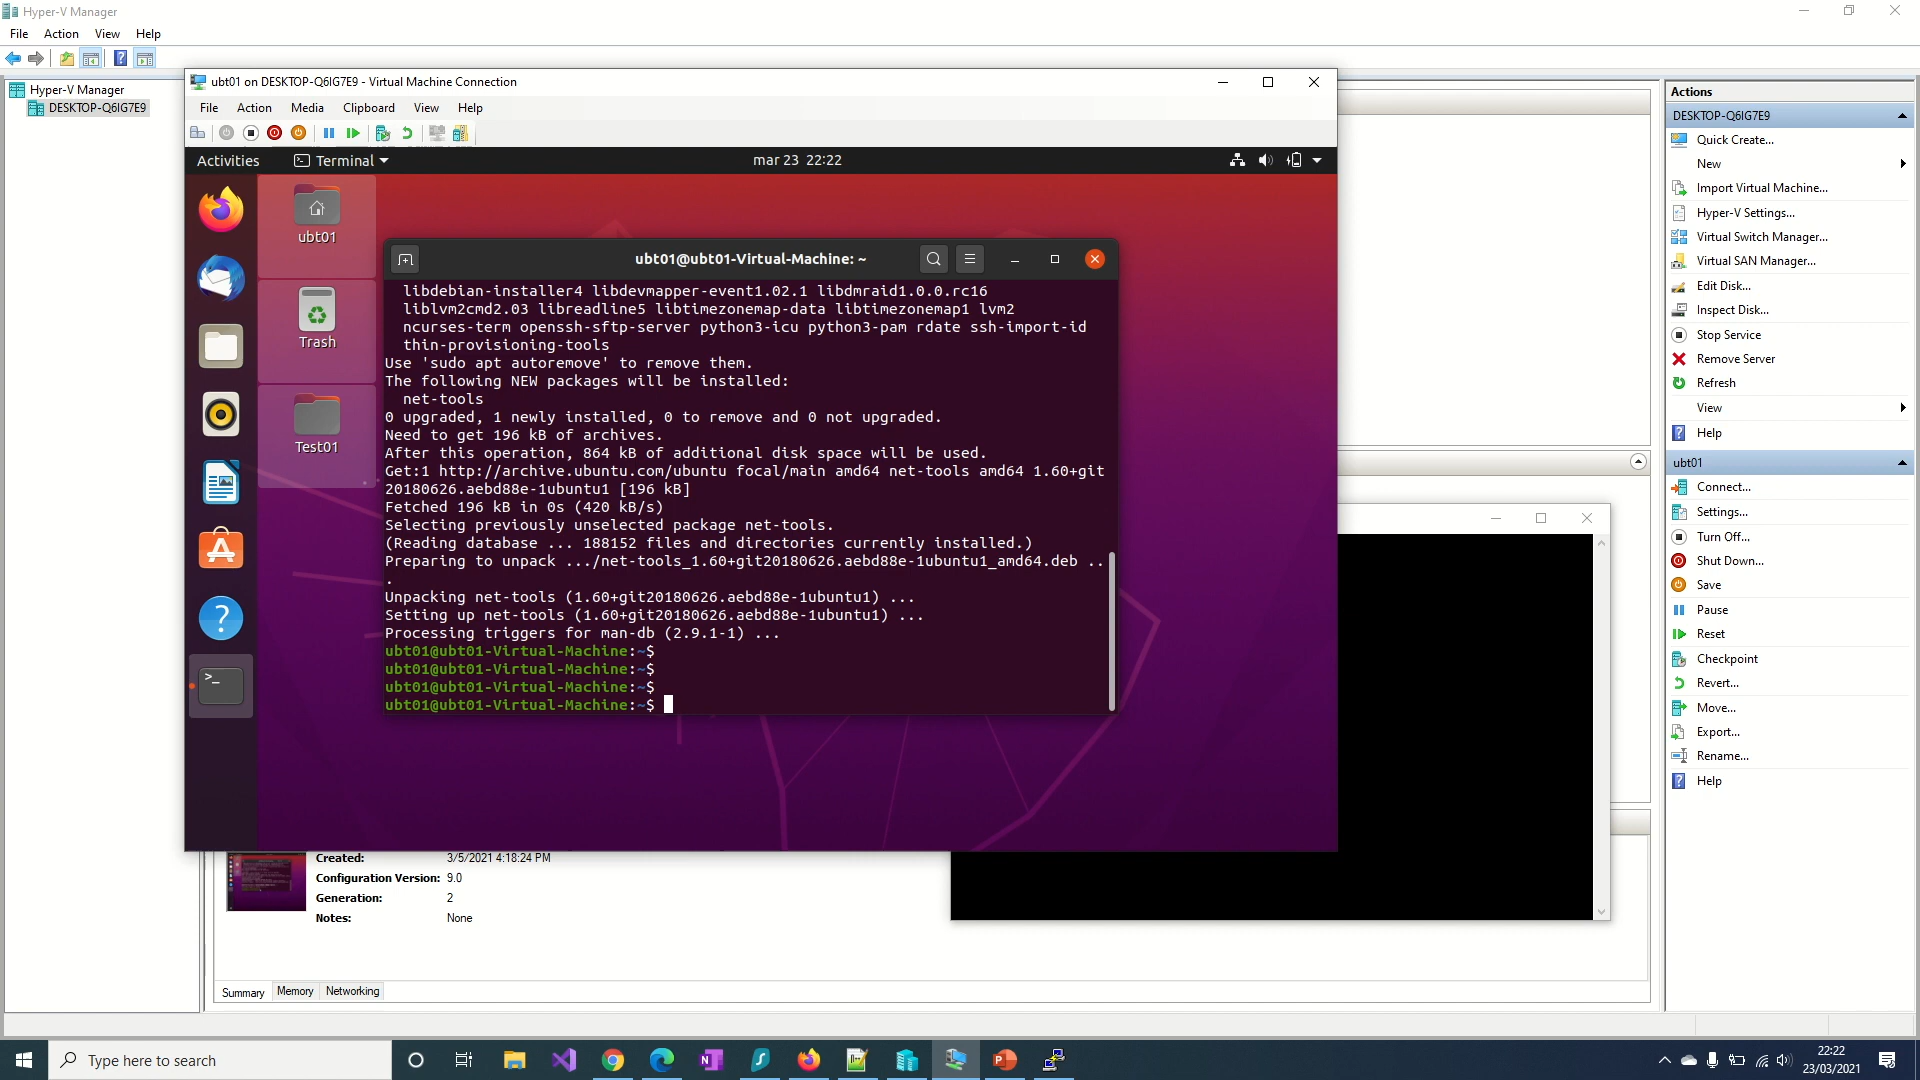 Hyper-V Manager
File Action View Help
Hyper-V Manager
DESKTOP-Q6IG7E9
ubt01 on DESKTOP-Q6IG7E9 - Virtual Machine Connection
File Action Media Clipboard View Help
Activities Terminal mar 23 22:22
ubt01
Trash
Test01
ubt01@ubt01-Virtual-Machine: ~
libdebian-installer4 libdevmapper-event1.02.1 libdmraid1.0.0.rc16
liblvm2cmd2.03 libreadline5 libtimezonemap-data libtimezonemap1 lvm2
ncurses-term openssh-sftp-server python3-icu python3-pam rdate ssh-import-id
thin-provisioning-tools
Use 'sudo apt autoremove' to remove them.
The following NEW packages will be installed:
net-tools
0 upgraded, 1 newly installed, 0 to remove and 0 not upgraded.
Need to get 196 kB of archives.
After this operation, 864 kB of additional disk space will be used.
Get:1 http://archive.ubuntu.com/ubuntu focal/main amd64 net-tools amd64 1.60+git
20180626.aebd88e-1ubuntu1 [196 kB]
Fetched 196 kB in 0s (420 kB/s)
Selecting previously unselected package net-tools.
(Reading database ... 188152 files and directories currently installed.)
Preparing to unpack .../net-tools_1.60+git20180626.aebd88e-1ubuntu1_amd64.deb ..
.
Unpacking net-tools (1.60+git20180626.aebd88e-1ubuntu1) ...
Setting up net-tools (1.60+git20180626.aebd88e-1ubuntu1) ...
Processing triggers for man-db (2.9.1-1) ...
ubt01@ubt01-Virtual-Machine:~$
ubt01@ubt01-Virtual-Machine:~$
ubt01@ubt01-Virtual-Machine:~$
ubt01@ubt01-Virtual-Machine:~$
Created: 3/5/2021 4:18:24 PM
Configuration Version: 9.0
Generation: 2
Notes: None
Summary Memory Networking
Actions
DESKTOP-Q6IG7E9
Quick Create...
New
Import Virtual Machine...
Hyper-V Settings...
Virtual Switch Manager...
Virtual SAN Manager...
Edit Disk...
Inspect Disk...
Stop Service
Remove Server
Refresh
View
Help
ubt01
Connect...
Settings...
Turn Off...
Shut Down...
Save
Pause
Reset
Checkpoint
Revert...
Move...
Export...
Rename...
Help
Type here to search
22:22
23/03/2021